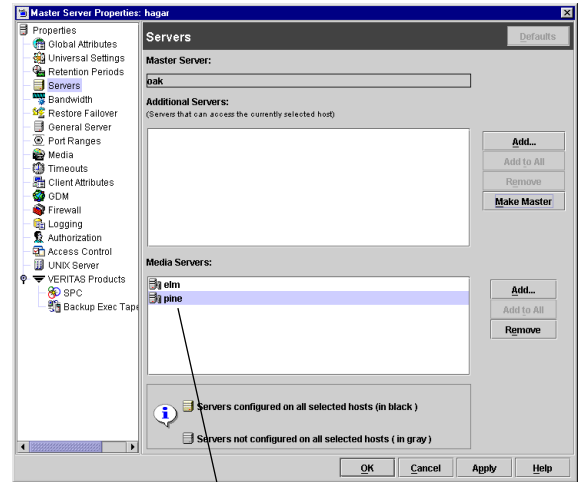 Master Server Properties: hagar
Properties
Global Attributes
Universal Settings
Retention Periods
Servers
Bandwidth
Restore Failover
General Server
Port Ranges
Media
Timeouts
Client Attributes
GDM
Firewall
Logging
Authorization
Access Control
UNIX Server
VERITAS Products
SPC
Backup Exec Tape
Servers
Defaults
Master Server:
oak
Additional Servers:
(Servers that can access the currently selected host)
Add...
Add to All
Remove
Make Master
Media Servers:
elm
pine
Add...
Add to All
Remove
Servers configured on all selected hosts (in black )
Servers not configured on all selected hosts ( in gray )
OK
Cancel
Apply
Help